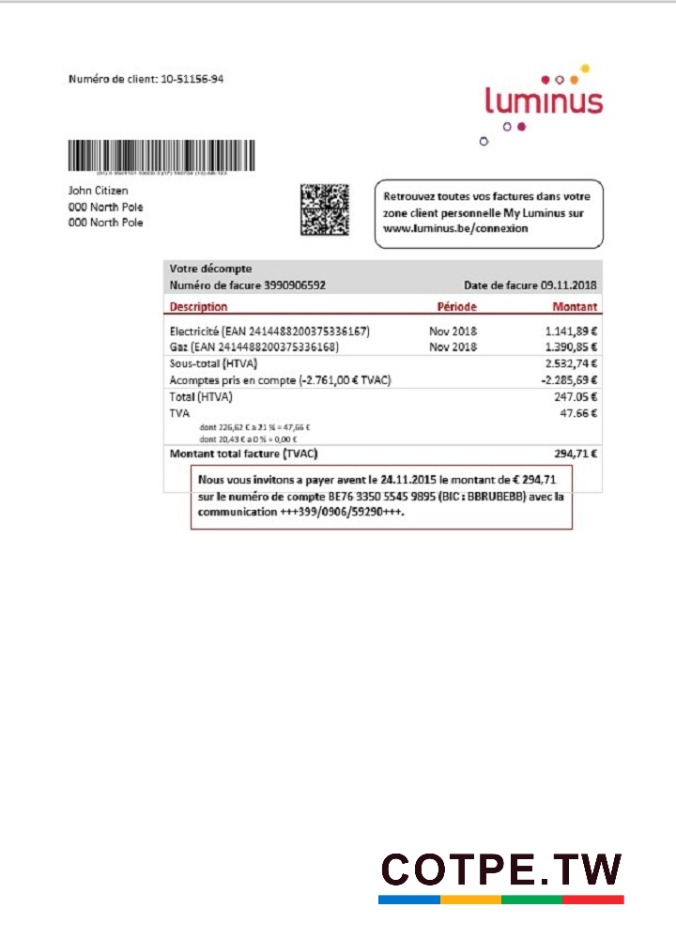 Numéro de client: 10-51156-94
luminus
John Citizen
000 North Pole
000 North Pole
Retrouvez toutes vos factures dans votre
zone client personnelle My Luminus sur
www.luminus.be/connexion
Votre décompte
Numéro de facure 3990906592 Date de facure 09.11.2018
Description Période Montant
Electricité (EAN 2414488200375336167) Nov 2018 1.141,89 €
Gaz (EAN 2414488200375336168) Nov 2018 1.390,85 €
Sous-total (HTVA) 2.532,74 €
Acomptes pris en compte (-2.761,00 € TVAC) -2.285,69 €
Total (HTVA) 247.05 €
TVA 47.66 €
dont 226,62 € a 21 % = 47,66 €
dont 20,43 € a 0 % = 0,00 €
Montant total facture (TVAC) 294,71 €
Nous vous invitons a payer avent le 24.11.2015 le montant de € 294,71
sur le numéro de compte BE76 3350 5545 9895 (BIC : BBRUBEBB) avec la
communication +++399/0906/59290+++.
COTPE.TW